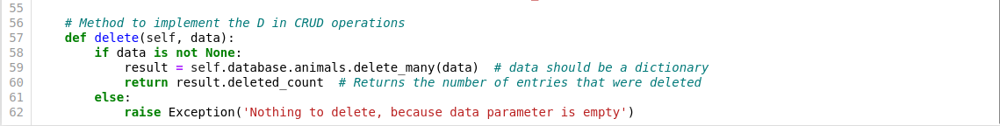 55
56 # Method to implement the D in CRUD operations
57 def delete(self, data):
58 if data is not None:
59 result = self.database.animals.delete_many(data)  # data should be a dictionary
60 return result.deleted_count  # Returns the number of entries that were deleted
61 else:
62 raise Exception('Nothing to delete, because data parameter is empty')